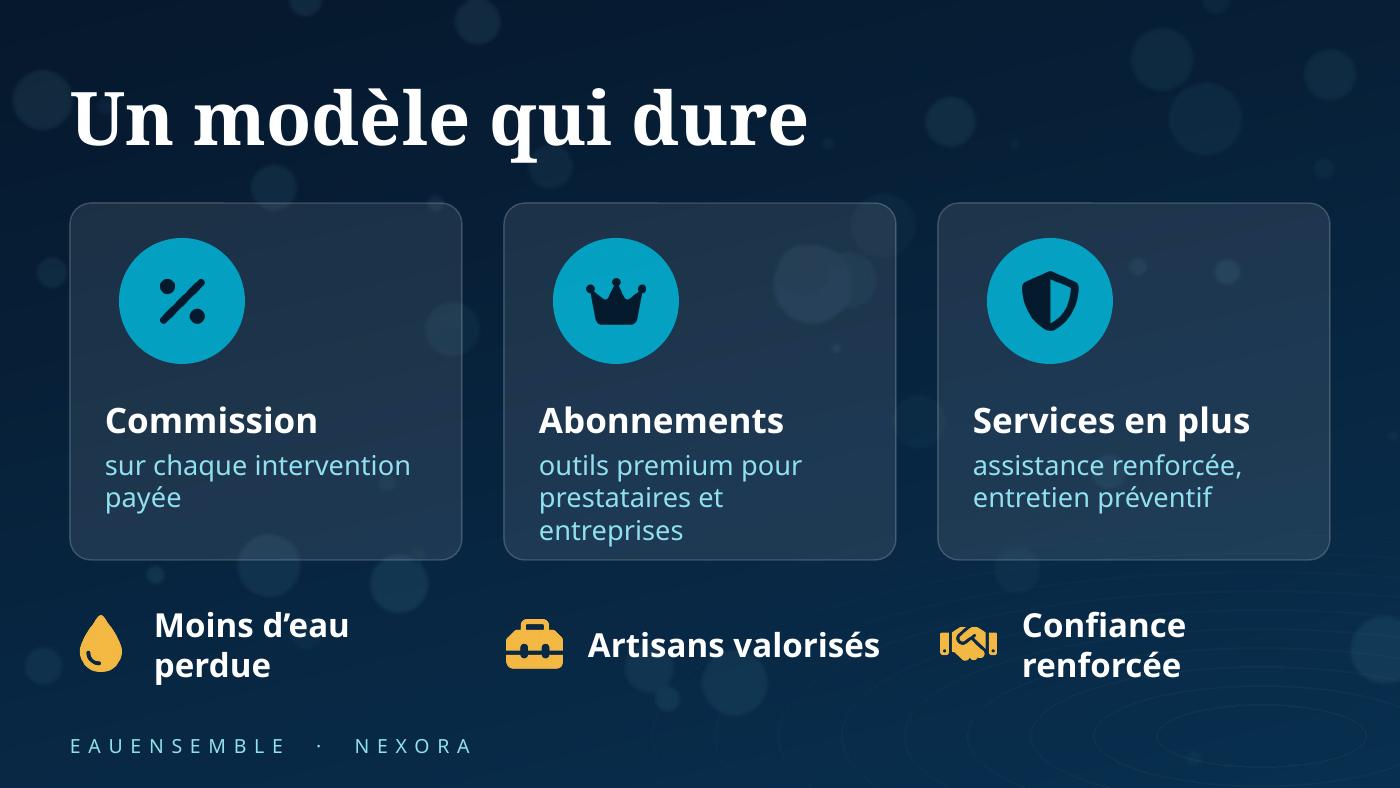 Un modèle qui dure
Commission
sur chaque intervention
payée
Abonnements
outils premium pour
prestataires et
entreprises
Services en plus
assistance renforcée,
entretien préventif
Moins d’eau
perdue
Artisans valorisés
Confiance
renforcée
EAUENSEMBLE · NEXORA